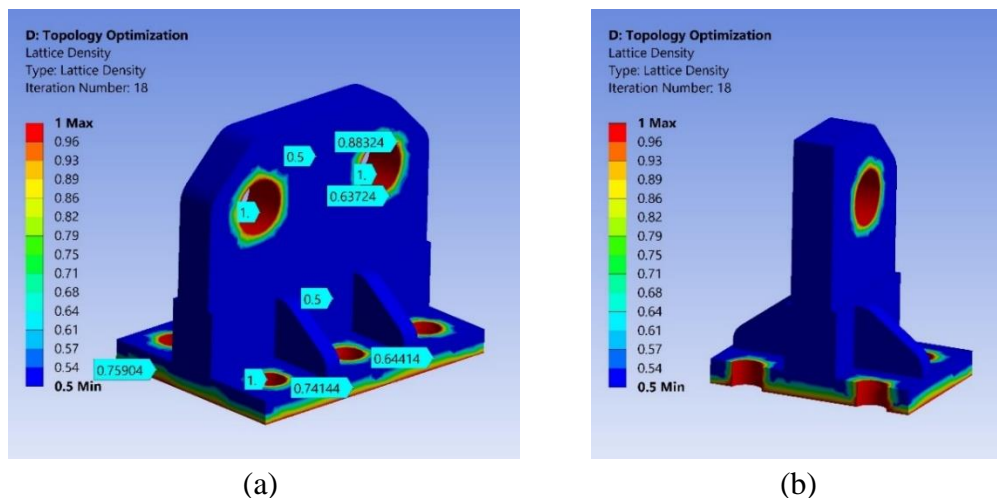 D: Topology Optimization
Lattice Density
Type: Lattice Density
Iteration Number: 18
1 Max
0.96
0.93
0.89
0.86
0.82
0.79
0.75
0.71
0.68
0.64
0.61
0.57
0.54
0.5 Min
0.88324
0.5
1.
0.63724
1.
0.5
0.64414
0.75904
1.
0.74144
(a)
D: Topology Optimization
Lattice Density
Type: Lattice Density
Iteration Number: 18
1 Max
0.96
0.93
0.89
0.86
0.82
0.79
0.75
0.71
0.68
0.64
0.61
0.57
0.54
0.5 Min
(b)